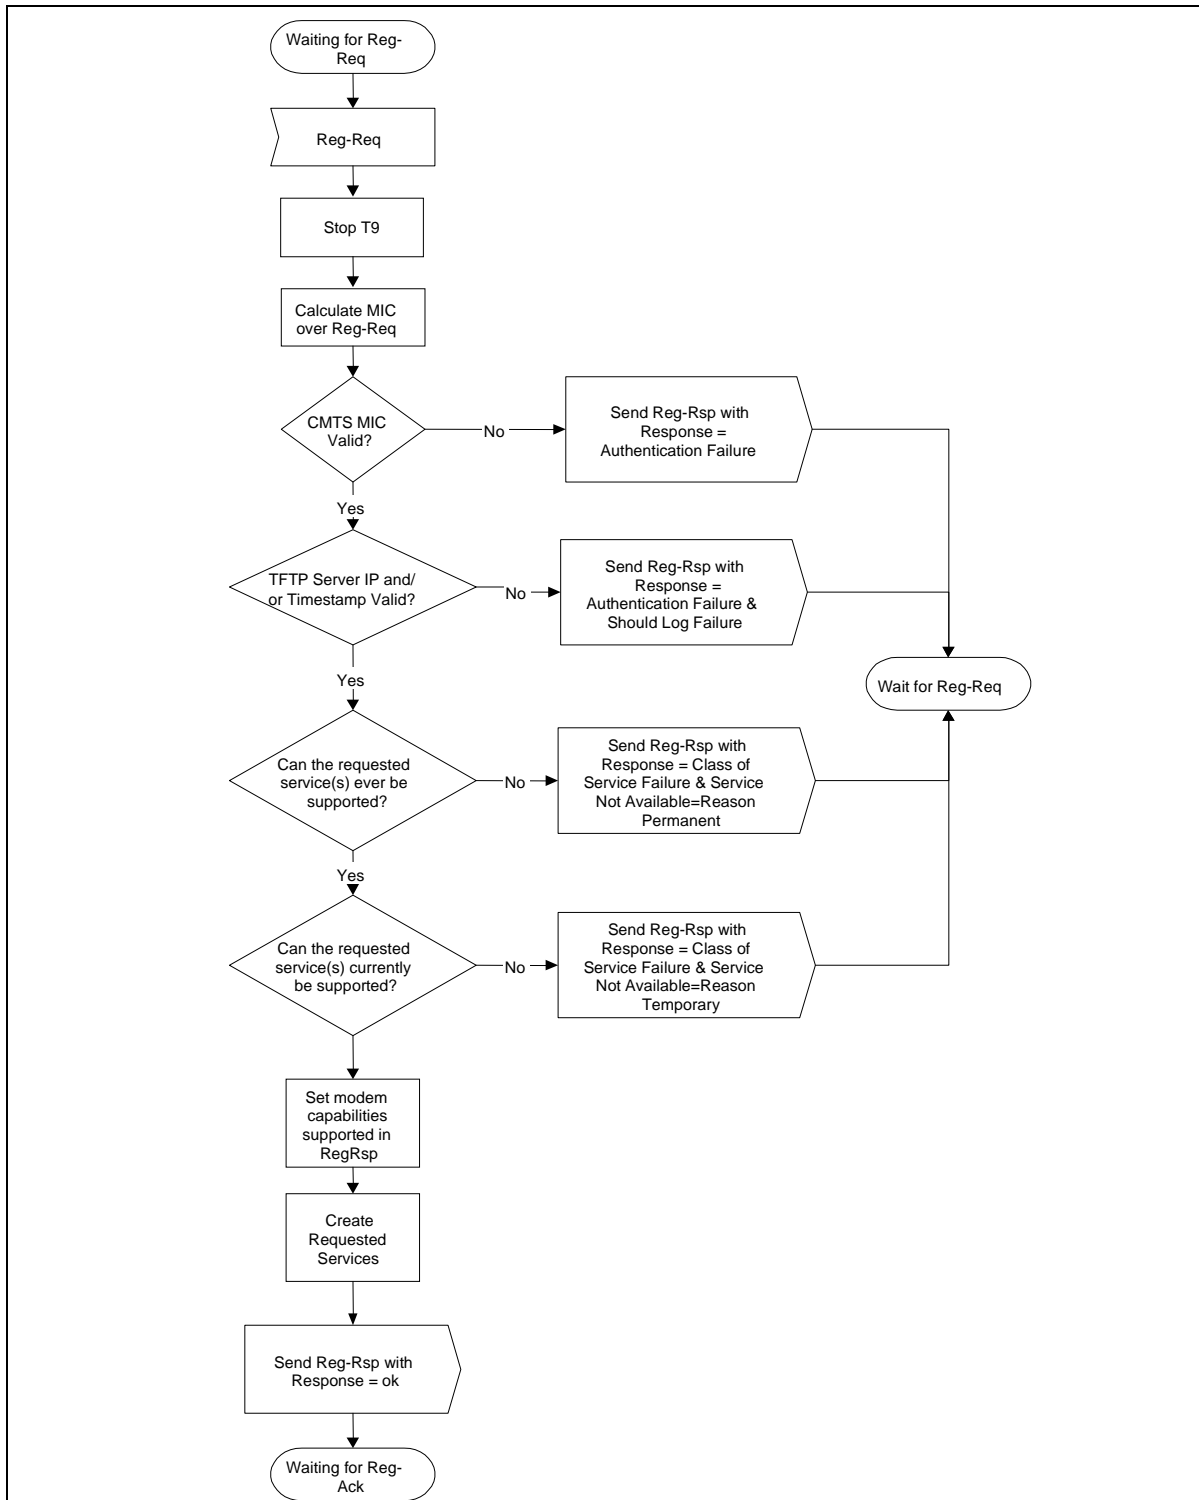 Waiting for Reg-
Req
Reg-Req
Stop T9
Calculate MIC
over Reg-Req
CMTS MIC
Valid?
No
Send Reg-Rsp with
Response =
Authentication Failure
Yes
TFTP Server IP and/
or Timestamp Valid?
No
Send Reg-Rsp with
Response =
Authentication Failure &
Should Log Failure
Wait for Reg-Req
Yes
Can the requested
service(s) ever be
supported?
No
Send Reg-Rsp with
Response = Class of
Service Failure & Service
Not Available=Reason
Permanent
Yes
Can the requested
service(s) currently
be supported?
No
Send Reg-Rsp with
Response = Class of
Service Failure & Service
Not Available=Reason
Temporary
Set modem
capabilities
supported in
RegRsp
Create
Requested
Services
Send Reg-Rsp with
Response = ok
Waiting for Reg-
Ack